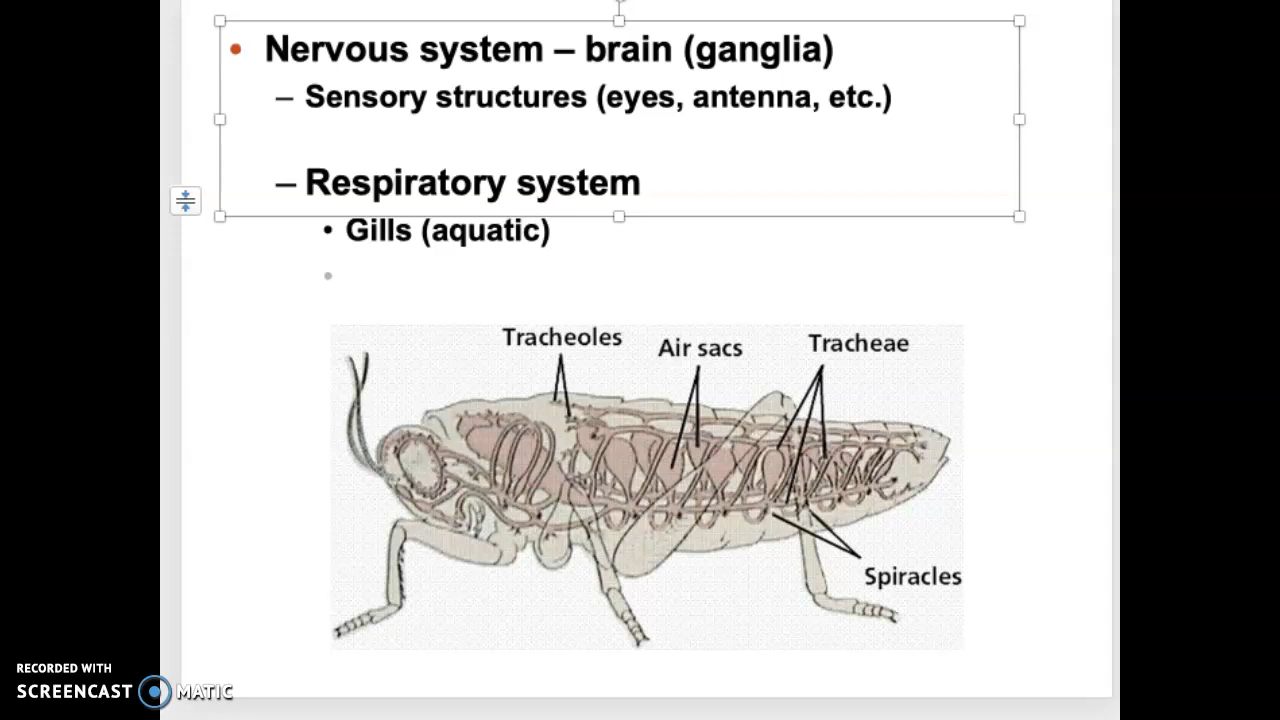 • Nervous system – brain (ganglia)
– Sensory structures (eyes, antenna, etc.)
– Respiratory system
• Gills (aquatic)
•
Tracheoles
Air sacs
Tracheae
Spiracles
RECORDED WITH
SCREENCAST MATIC